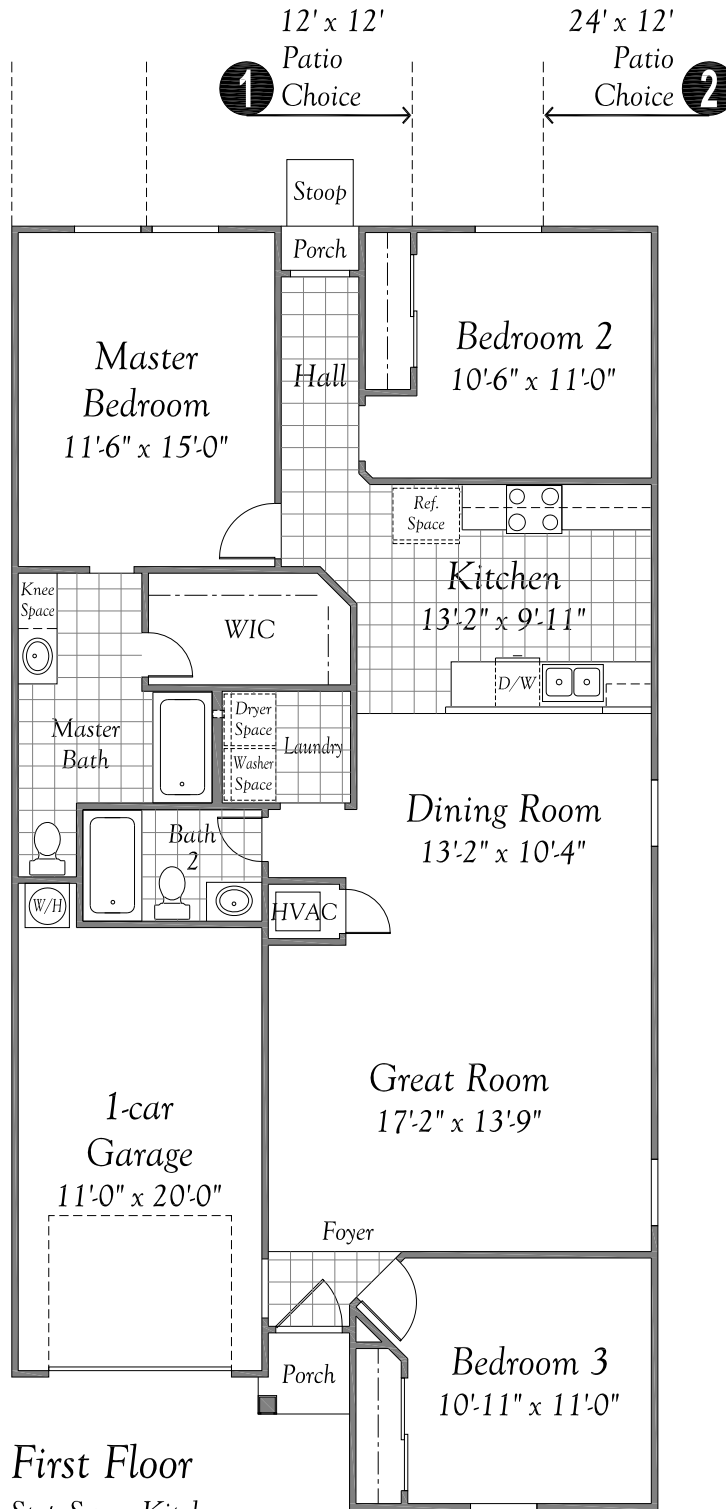 12' x 12'
Patio
Choice
1
24' x 12'
Patio
Choice
2
Stoop
Porch
Master
Bedroom
11'-6" x 15'-0"
Hall
Bedroom 2
10'-6" x 11'-0"
Ref.
Space
Kitchen
13'-2" x 9'-11"
Knee
Space
WIC
D/W
Master
Bath
Dryer
Space
Washer
Space
Laundry
Dining Room
13'-2" x 10'-4"
Bath
2
W/H
HVAC
Great Room
17'-2" x 13'-9"
1-car
Garage
11'-0" x 20'-0"
Foyer
Porch
Bedroom 3
10'-11" x 11'-0"
First Floor